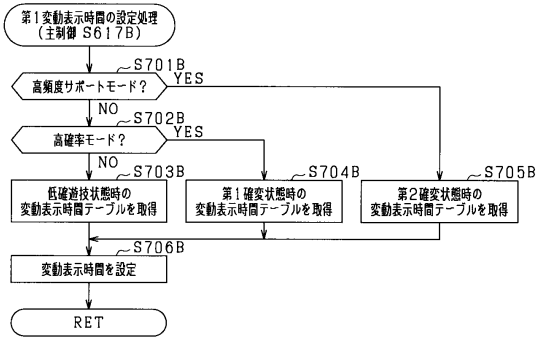 第1変動表示時間の設定処理
(主制御 S617B)
S701B
高頻度サポートモード?
YES
NO
S702B
高確率モード?
YES
NO
S703B
低確遊技状態時の
変動表示時間テーブルを取得
S704B
第1確変状態時の
変動表示時間テーブルを取得
S705B
第2確変状態時の
変動表示時間テーブルを取得
S706B
変動表示時間を設定
RET